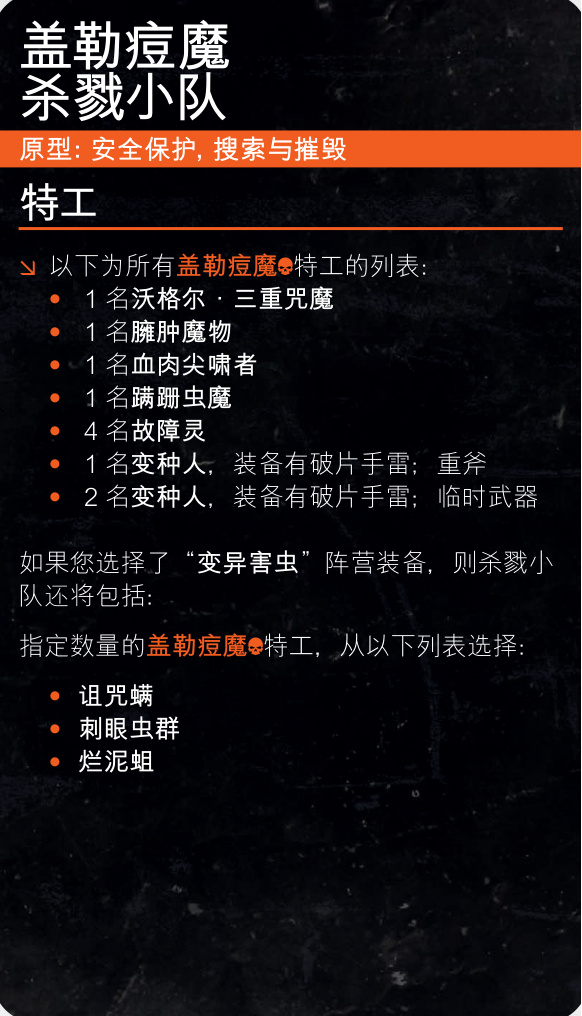 盖勒痘魔
杀戮小队
原型: 安全保护, 搜索与摧毁
特工
以下为所有盖勒痘魔特工的列表:
• 1 名沃格尔 · 三重咒魔
• 1 名臃肿魔物
• 1 名血肉尖啸者
• 1 名蹒跚虫魔
• 4 名故障灵
• 1 名变种人, 装备有破片手雷; 重斧
• 2 名变种人, 装备有破片手雷; 临时武器
如果您选择了“变异害虫”阵营装备, 则杀戮小
队还将包括:
指定数量的盖勒痘魔特工, 从以下列表选择:
• 诅咒螨
• 刺眼虫群
• 烂泥蛆